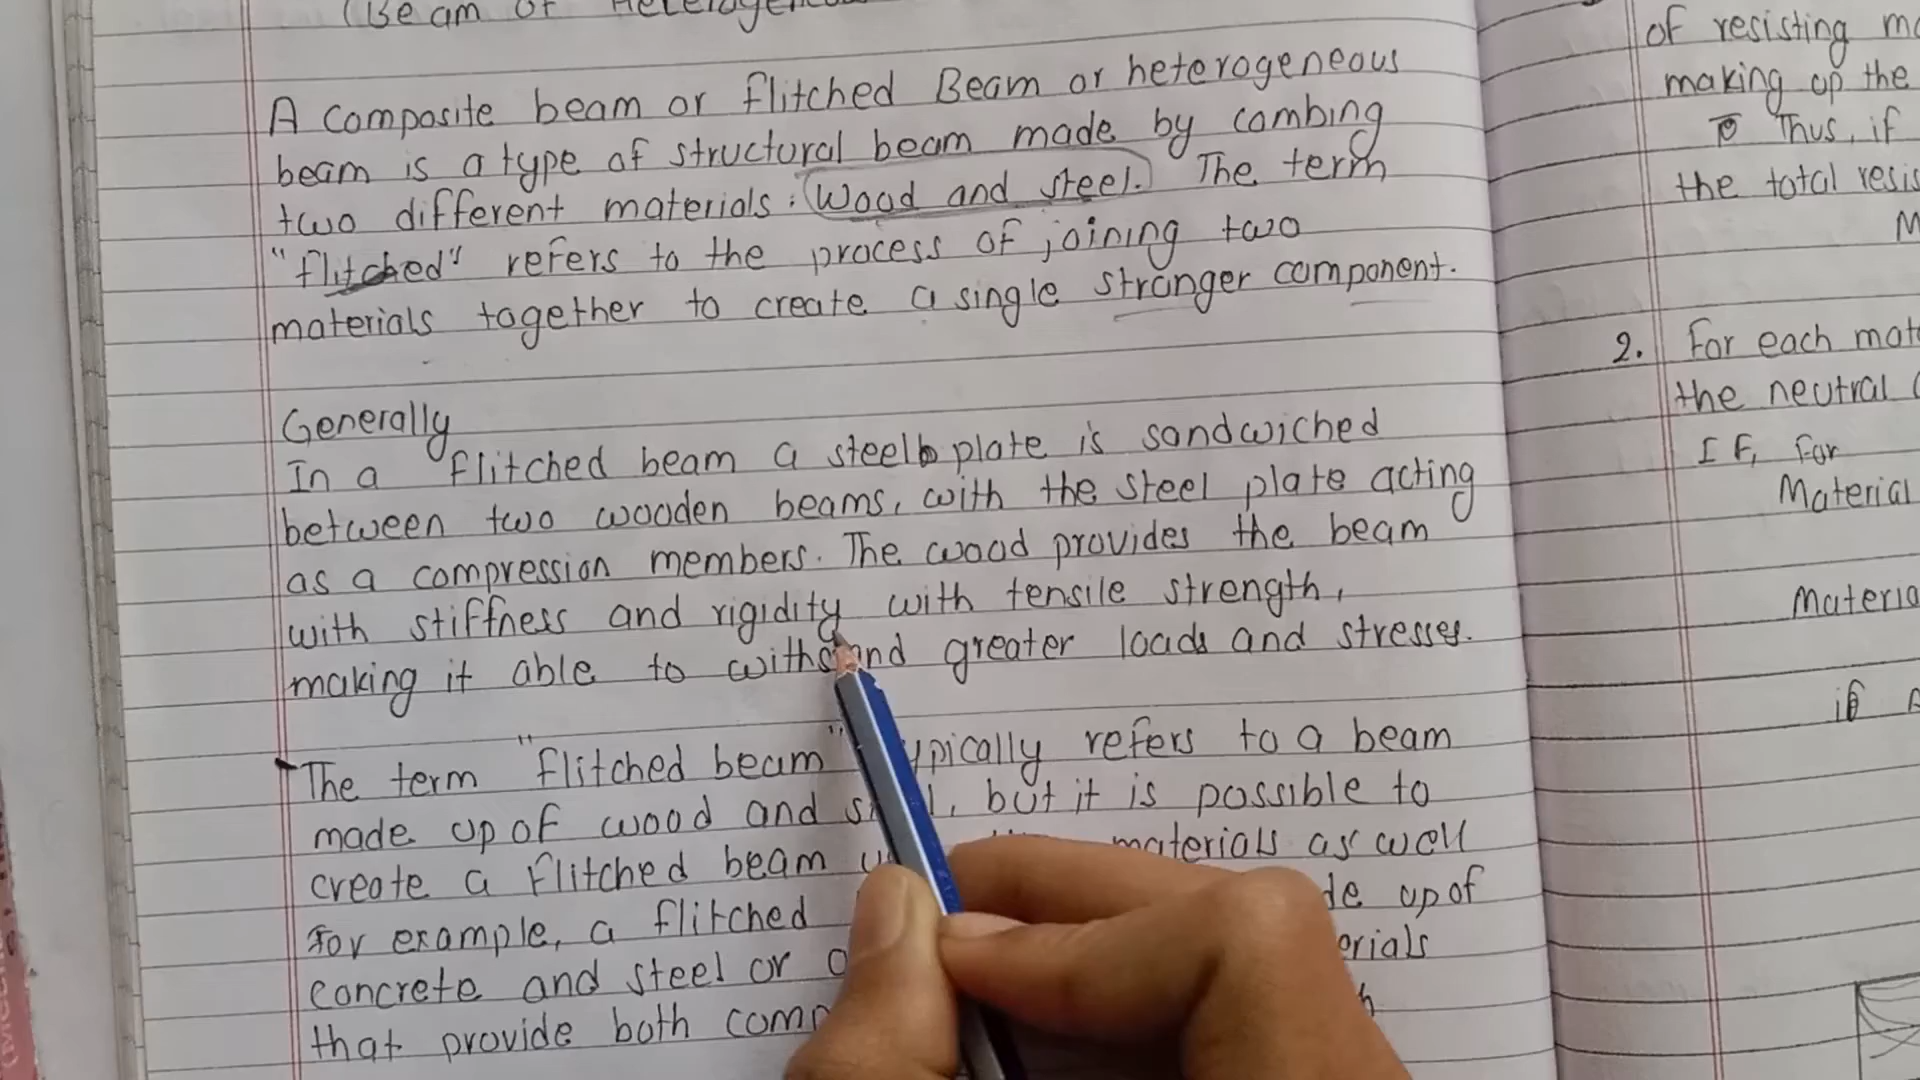 (Beam of
A composite beam or flitched Beam or heterogeneous
beam is a type of structural beam made by combing
two different materials: Wood and steel. The term
"flitched" refers to the process of joining two
materials together to create a single stronger component.
Generally
In a flitched beam a steel plate is sandwiched
between two wooden beams, with the steel plate acting
as a compression members. The wood provides the beam
with stiffness and rigidity with tensile strength,
making it able to withstand greater loads and stresses.
The term "flitched beam" typically refers to a beam
made up of wood and steel, but it is possible to
create a flitched beam materials as well
For example, a flitched up of
concrete and steel or
that provide both
of resisting
making up the
Thus, if
the total
M
2. For each
the neutral
If, For
Material
Material
if